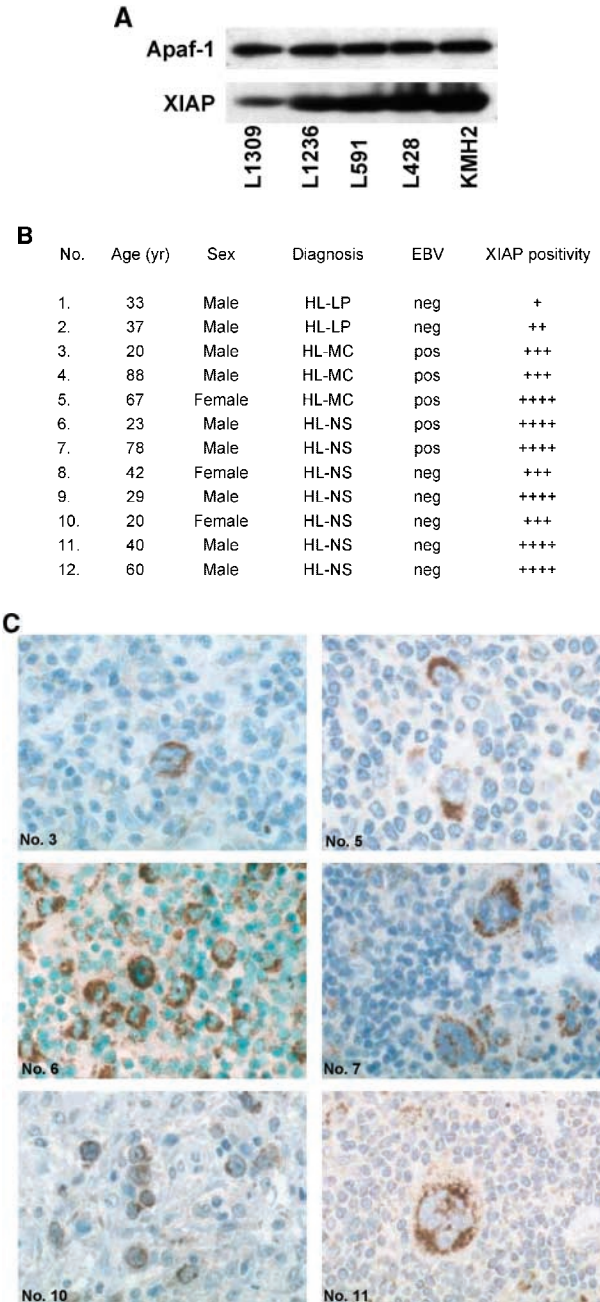 A
Apaf-1
XIAP
L1309 L1236 L591 L428 KMH2
B
No. Age (yr) Sex Diagnosis EBV XIAP positivity
1. 33 Male HL-LP neg +
2. 37 Male HL-LP neg ++
3. 20 Male HL-MC pos +++
4. 88 Male HL-MC pos +++
5. 67 Female HL-MC pos ++++
6. 23 Male HL-NS pos ++++
7. 78 Male HL-NS pos ++++
8. 42 Female HL-NS neg +++
9. 29 Male HL-NS neg ++++
10. 20 Female HL-NS neg +++
11. 40 Male HL-NS neg ++++
12. 60 Male HL-NS neg ++++
C
No. 3 No. 5
No. 6 No. 7
No. 10 No. 11